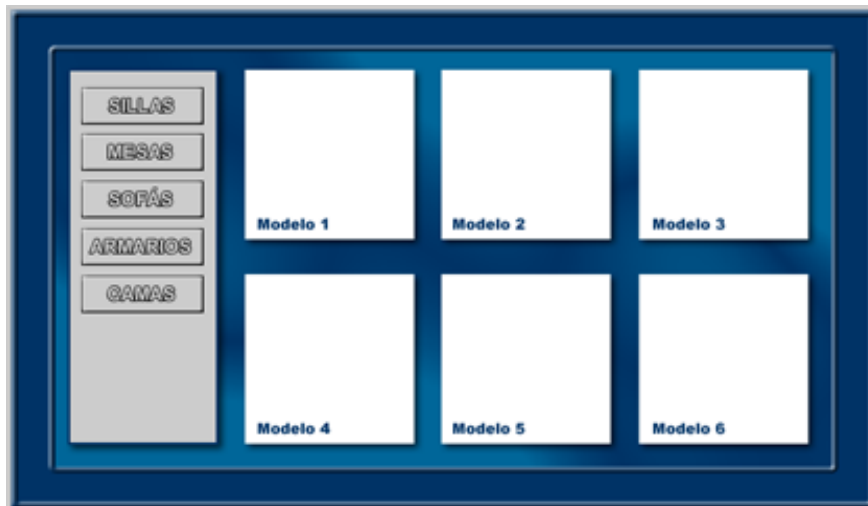 SILLAS
MESAS
SOFÁS
ARMARIOS
CAMAS
Modelo 1
Modelo 2
Modelo 3
Modelo 4
Modelo 5
Modelo 6